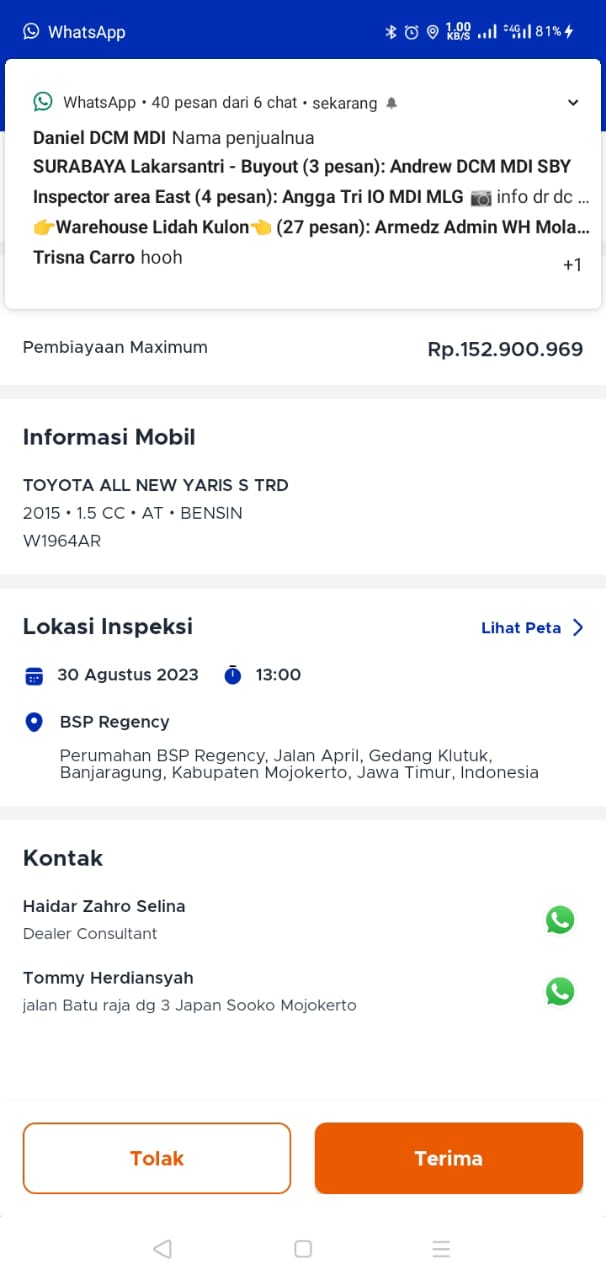 WhatsApp 1.00 KB/S 4G 81%
WhatsApp • 40 pesan dari 6 chat • sekarang
Daniel DCM MDI Nama penjualnua
SURABAYA Lakarsantri - Buyout (3 pesan): Andrew DCM MDI SBY
Inspector area East (4 pesan): Angga Tri IO MDI MLG 📷 info dr dc ...
👉Warehouse Lidah Kulon👈 (27 pesan): Armedz Admin WH Mola...
Trisna Carro hooh
+1
Pembiayaan Maximum Rp.152.900.969
Informasi Mobil
TOYOTA ALL NEW YARIS S TRD
2015 • 1.5 CC • AT • BENSIN
W1964AR
Lokasi Inspeksi Lihat Peta
30 Agustus 2023 13:00
BSP Regency
Perumahan BSP Regency, Jalan April, Gedang Klutuk,
Banjaragung, Kabupaten Mojokerto, Jawa Timur, Indonesia
Kontak
Haidar Zahro Selina
Dealer Consultant
Tommy Herdiansyah
jalan Batu raja dg 3 Japan Sooko Mojokerto
Tolak Terima